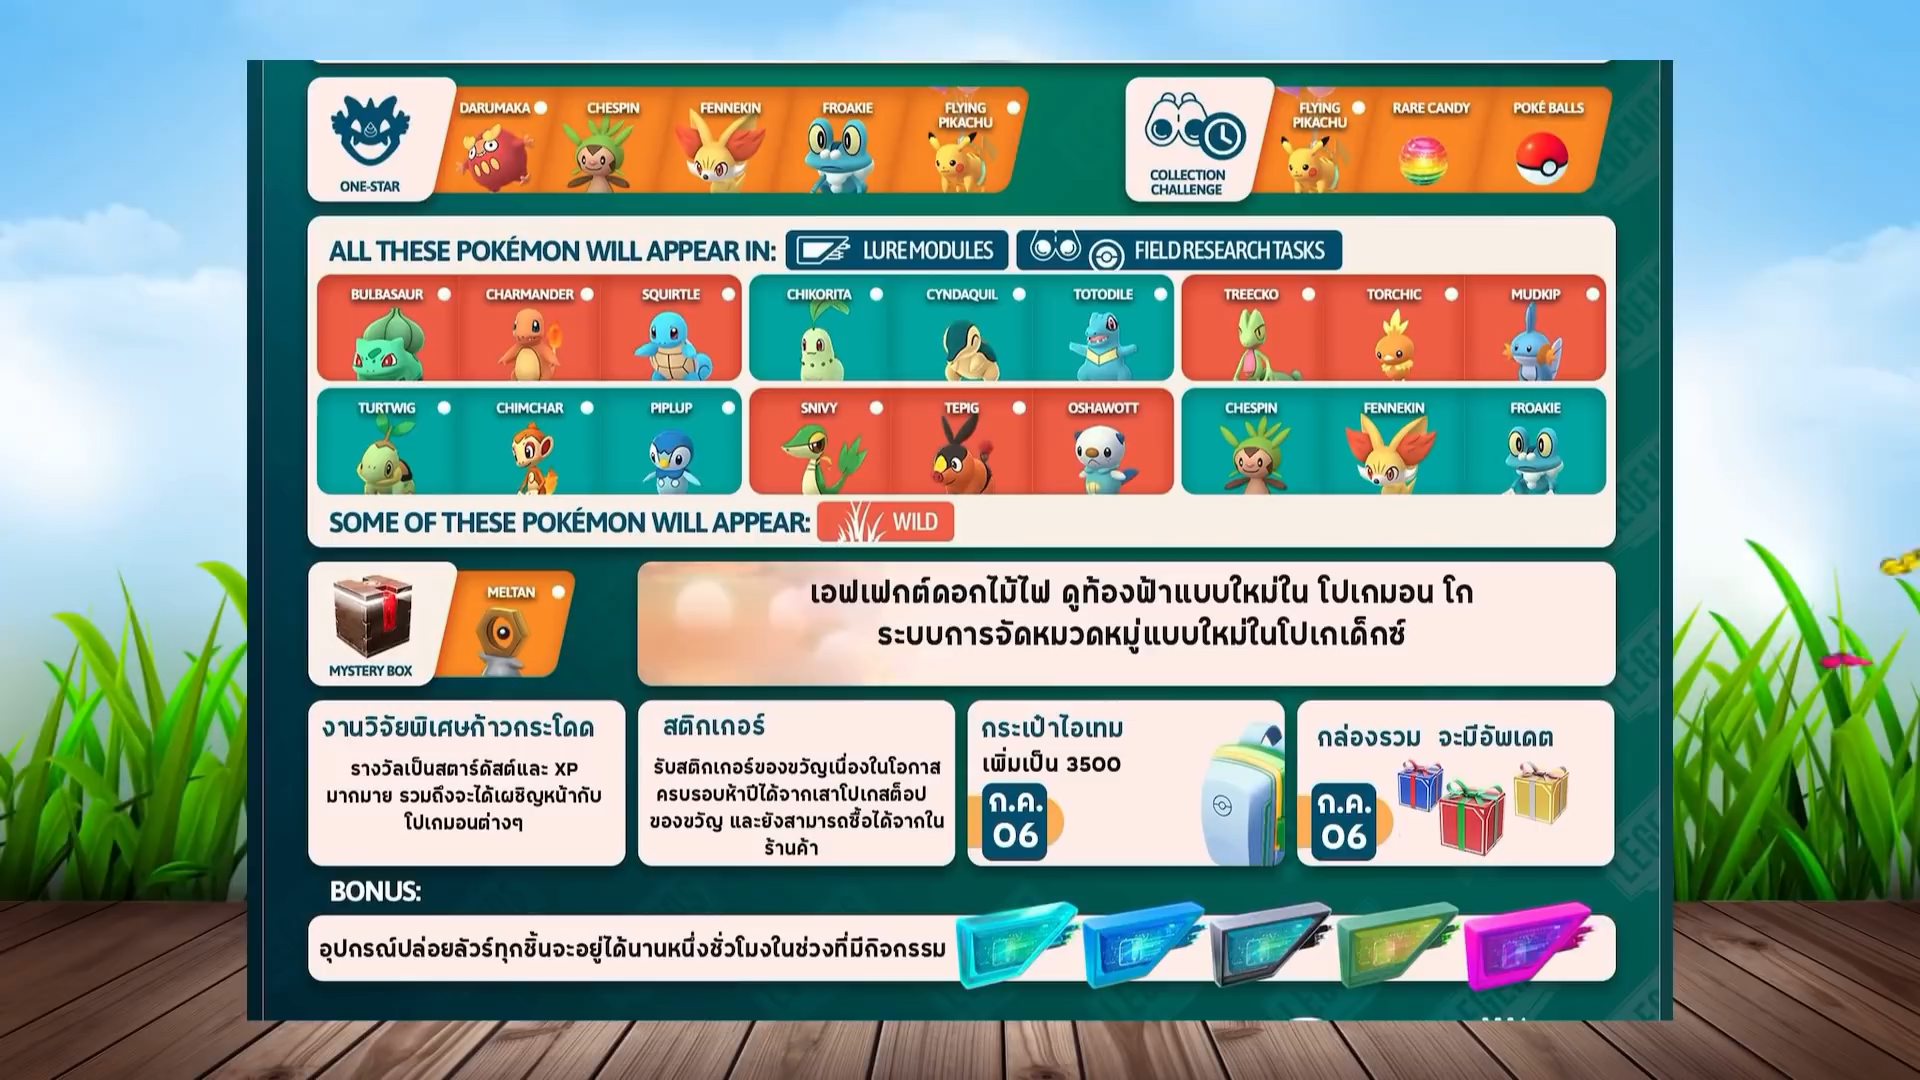 ONE-STAR
DARUMAKA
CHESPIN
FENNEKIN
FROAKIE
FLYING
PIKACHU
COLLECTION
CHALLENGE
FLYING
PIKACHU
RARE CANDY
POKÉ BALLS
ALL THESE POKÉMON WILL APPEAR IN: LURE MODULES FIELD RESEARCH TASKS
BULBASAUR CHARMANDER SQUIRTLE CHIKORITA CYNDAQUIL TOTODILE TREECKO TORCHIC MUDKIP
TURTWIG CHIMCHAR PIPLUP SNIVY TEPIG OSHAWOTT CHESPIN FENNEKIN FROAKIE
SOME OF THESE POKÉMON WILL APPEAR: WILD
MYSTERY BOX
MELTAN
เอฟเฟกต์ดอกไม้ไฟ ดูท้องฟ้าแบบใหม่ใน โปเกมอน โก
ระบบการจัดหมวดหมู่แบบใหม่ในโปเกเด็กซ์
งานวิจัยพิเศษก้าวกระโดด
รางวัลเป็นสตาร์ดัสต์และ XP
มากมาย รวมถึงจะได้เผชิญหน้ากับ
โปเกมอนต่างๆ
สติกเกอร์
รับสติกเกอร์ของขวัญเนื่องในโอกาส
ครบรอบห้าปีได้จากเสาโปเกสต็อป
ของขวัญ และยังสามารถซื้อได้จากใน
ร้านค้า
กระเป๋าไอเทม
เพิ่มเป็น 3500
ก.ค.
06
กล่องรวม จะมีอัพเดต
ก.ค.
06
BONUS:
อุปกรณ์ปล่อยลัวร์ทุกชิ้นจะอยู่ได้นานหนึ่งชั่วโมงในช่วงที่มีกิจกรรม